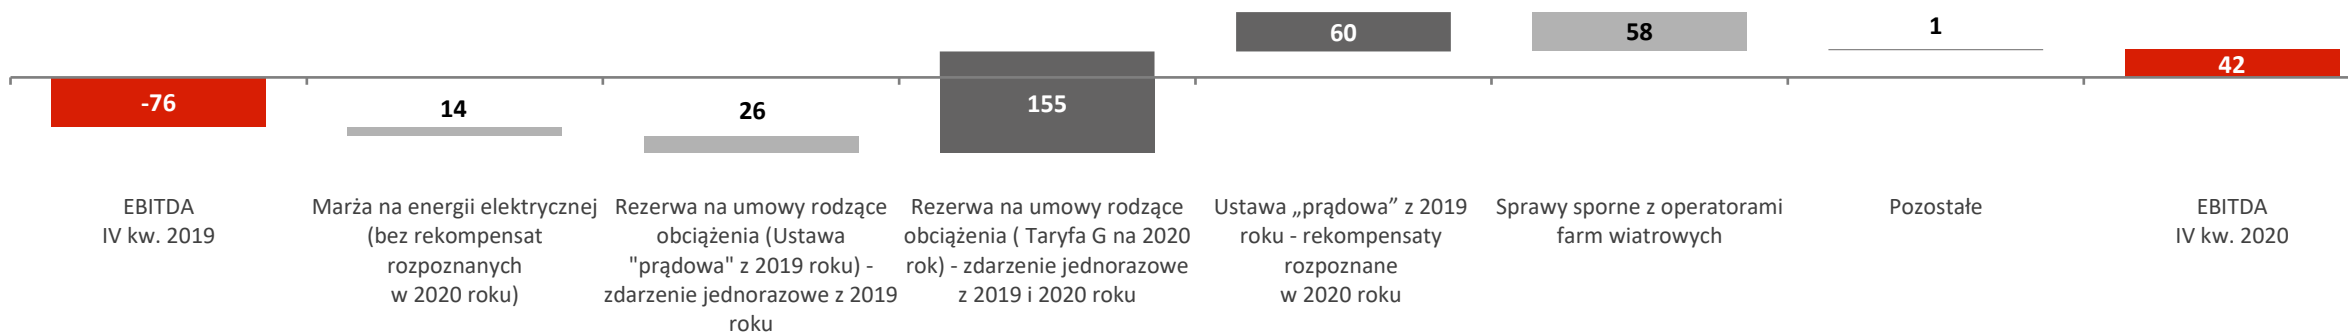 60
58
1
42
-76
14
26
155
EBITDA
IV kw. 2019
Marża na energii elektrycznej
(bez rekompensat
rozpoznanych
w 2020 roku)
Rezerwa na umowy rodzące
obciążenia (Ustawa
"prądowa" z 2019 roku) -
zdarzenie jednorazowe z 2019
roku
Rezerwa na umowy rodzące
obciążenia ( Taryfa G na 2020
rok) - zdarzenie jednorazowe
z 2019 i 2020 roku
Ustawa „prądowa” z 2019
roku - rekompensaty
rozpoznane
w 2020 roku
Sprawy sporne z operatorami
farm wiatrowych
Pozostałe
EBITDA
IV kw. 2020